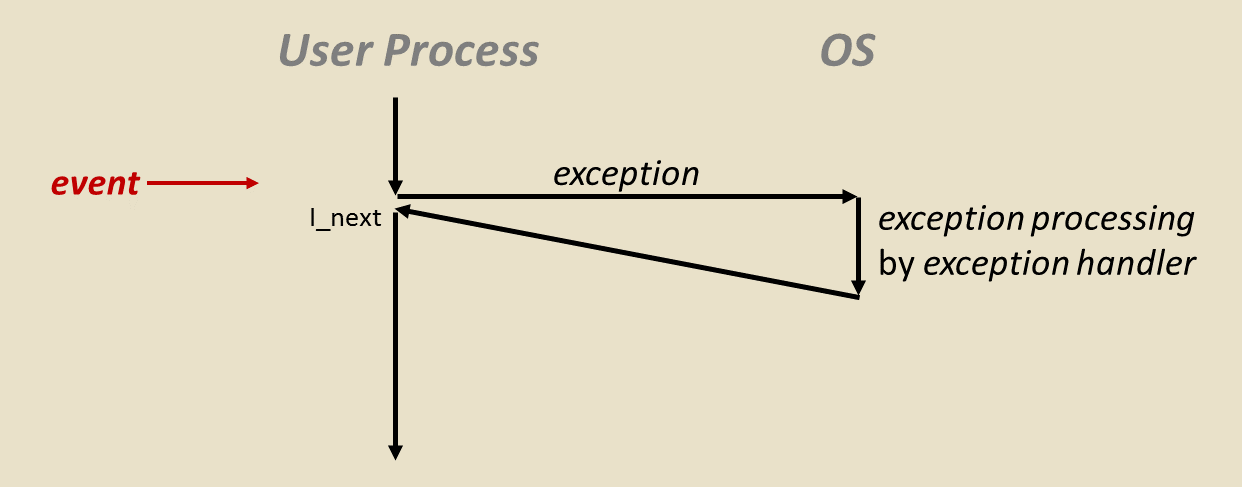 User Process
OS
event
exception
I_next
exception processing
by exception handler